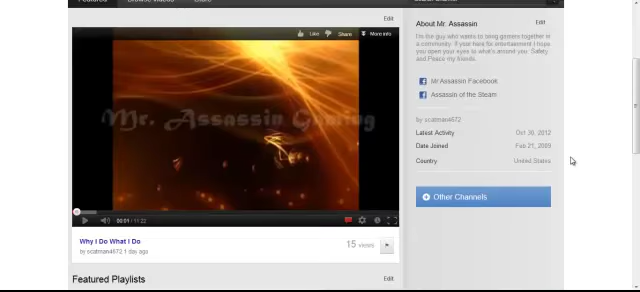 Featured Browse Videos
Edit
Like Share More info
Mr. Assassin Gaming
00:01 / 11:22
Why I Do What I Do
by scatman4672 1 day ago
15 views
Featured Playlists
Edit
About Mr. Assassin
Edit
I'm the guy who wants to bring gamers together in
a community. If your here for entertainment I hope
you open your eyes to what's around you. Safety
and Peace my friends.
Mr.Assassin Facebook
Assassin of the Steam
by scatman4672
Latest Activity Oct 30, 2012
Date Joined Feb 21, 2009
Country United States
Other Channels